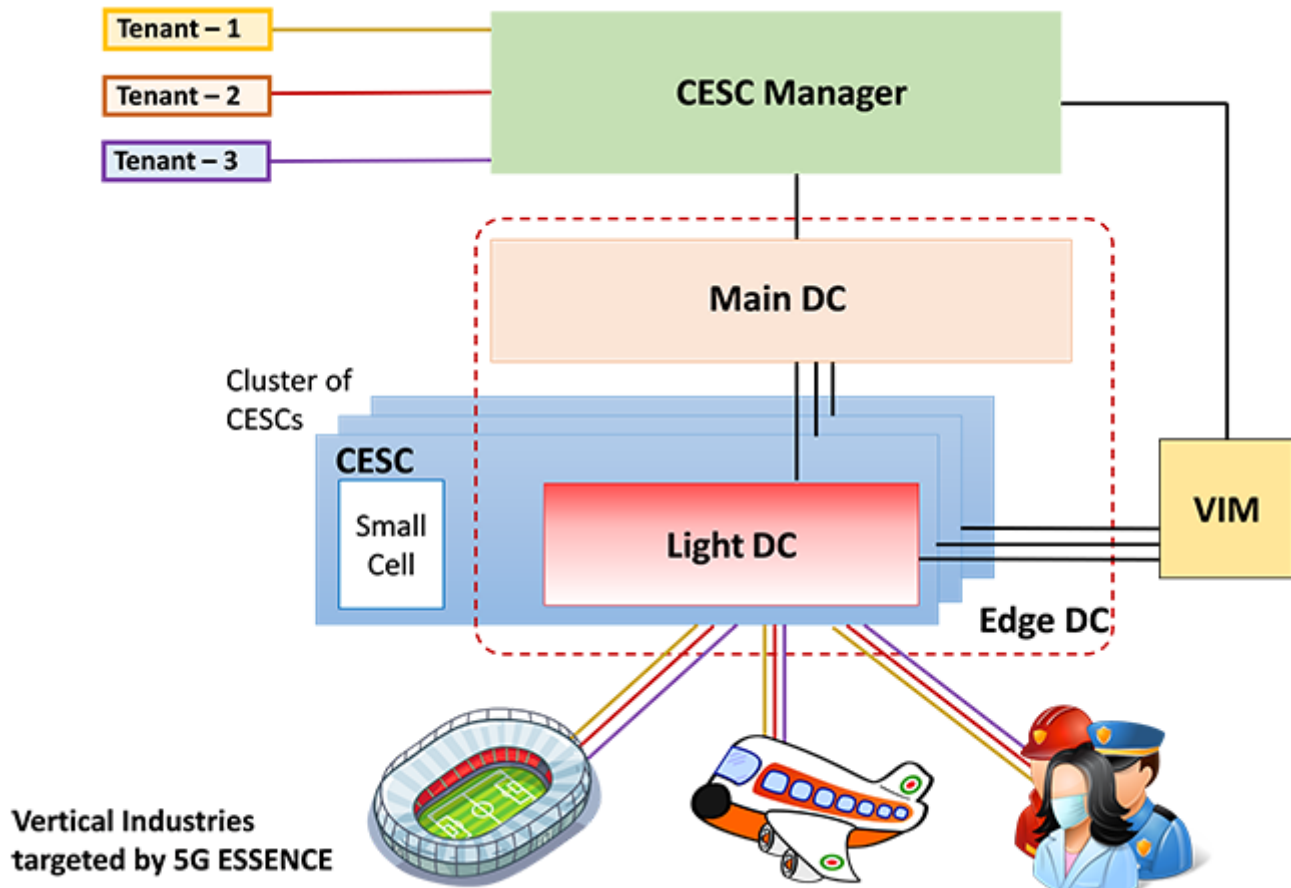 Tenant – 1
Tenant – 2
Tenant – 3
CESC Manager
Main DC
Cluster of
CESCs
CESC
Small
Cell
Light DC
VIM
Edge DC
Vertical Industries
targeted by 5G ESSENCE